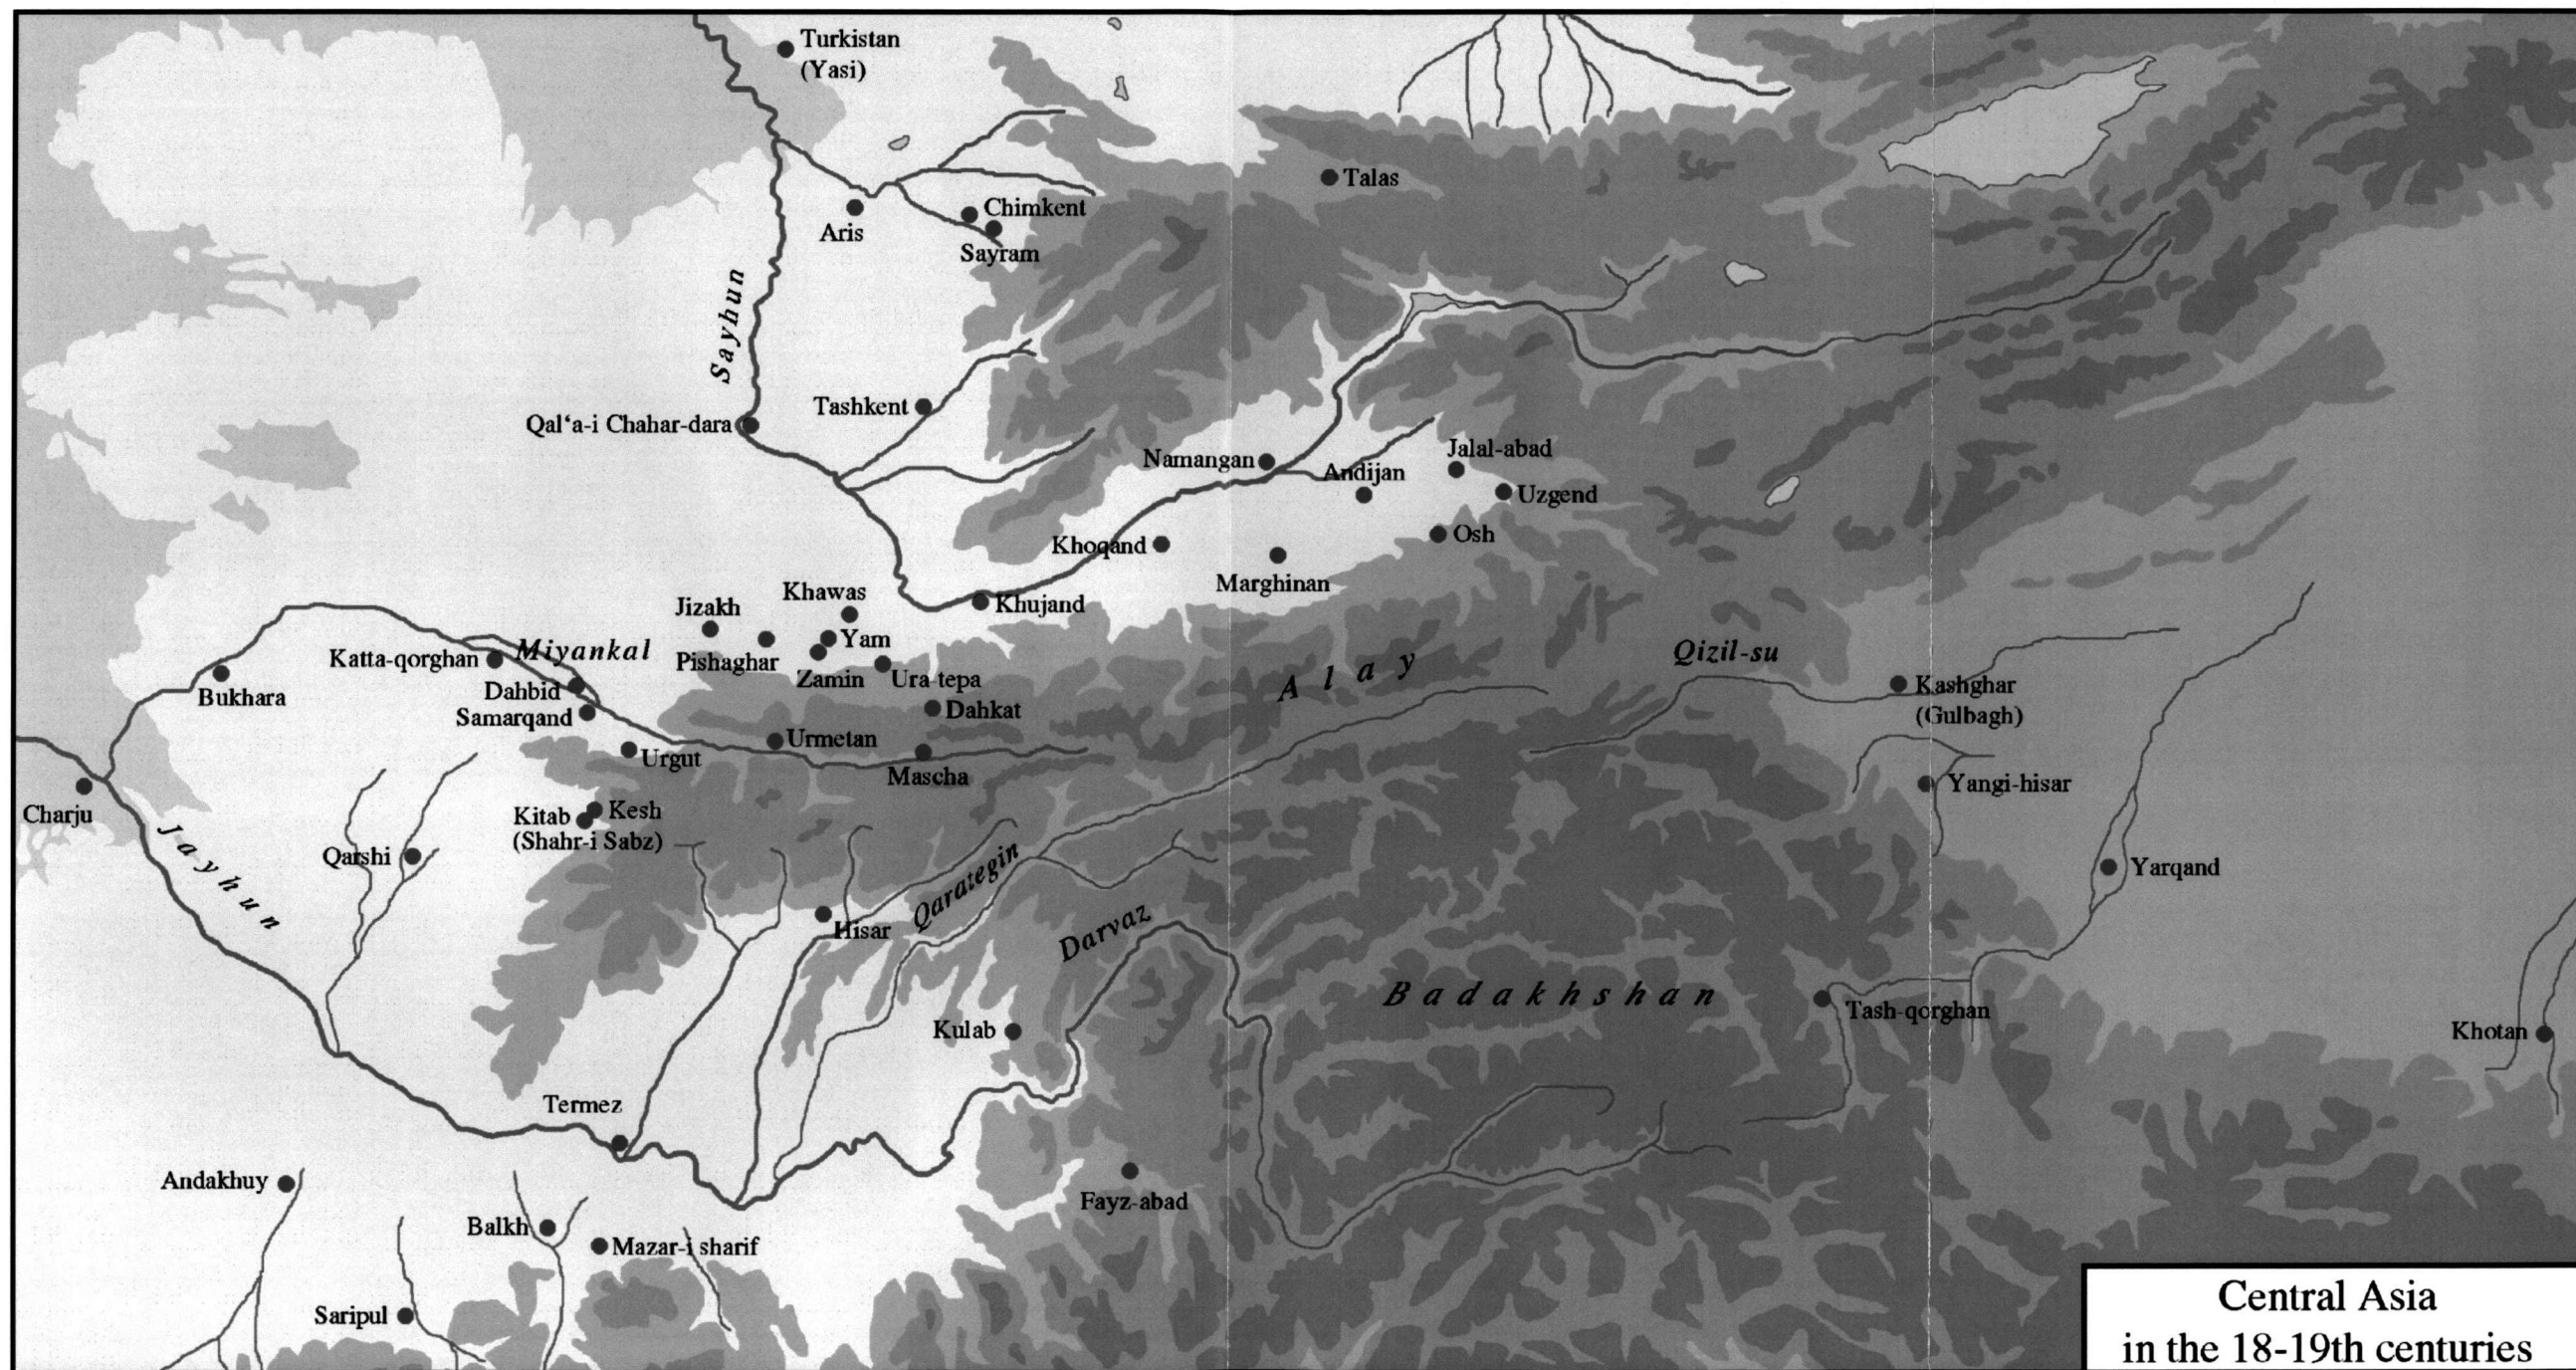 Turkistan
(Yasi)
Talas
Chimkent
Aris
Sayram
Sayhun
Tashkent
Qal‘a-i Chahar-dara
Namangan
Andijan
Jalal-abad
Uzgend
Osh
Khoqand
Marghinan
Khawas
Jizakh
Khujand
Yam
Pishaghar
Zamin
Ura tepa
Miyankal
Katta-qorghan
Bukhara
Dahbid
Samarqand
Dahkat
Urmetan
Urgut
Mascha
Alay
Qizil-su
Kashghar
(Gulbagh)
Yangi-hisar
Yarqand
Charju
Kesh
Kitab
(Shahr-i Sabz)
Qarshi
Jayhun
Hisar
Qarategin
Darvaz
Badakhshan
Tash-qorghan
Khotan
Kulab
Termez
Andakhuy
Balkh
Mazar-i sharif
Fayz-abad
Saripul
Central Asia
in the 18-19th centuries